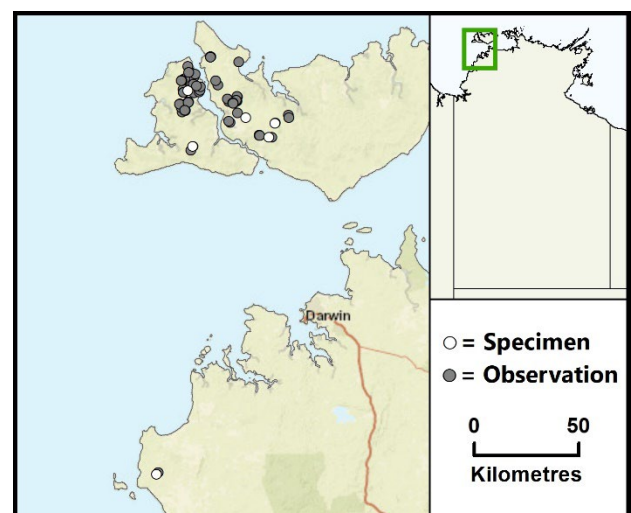 Darwin
○ = Specimen
● = Observation
0 50
Kilometres